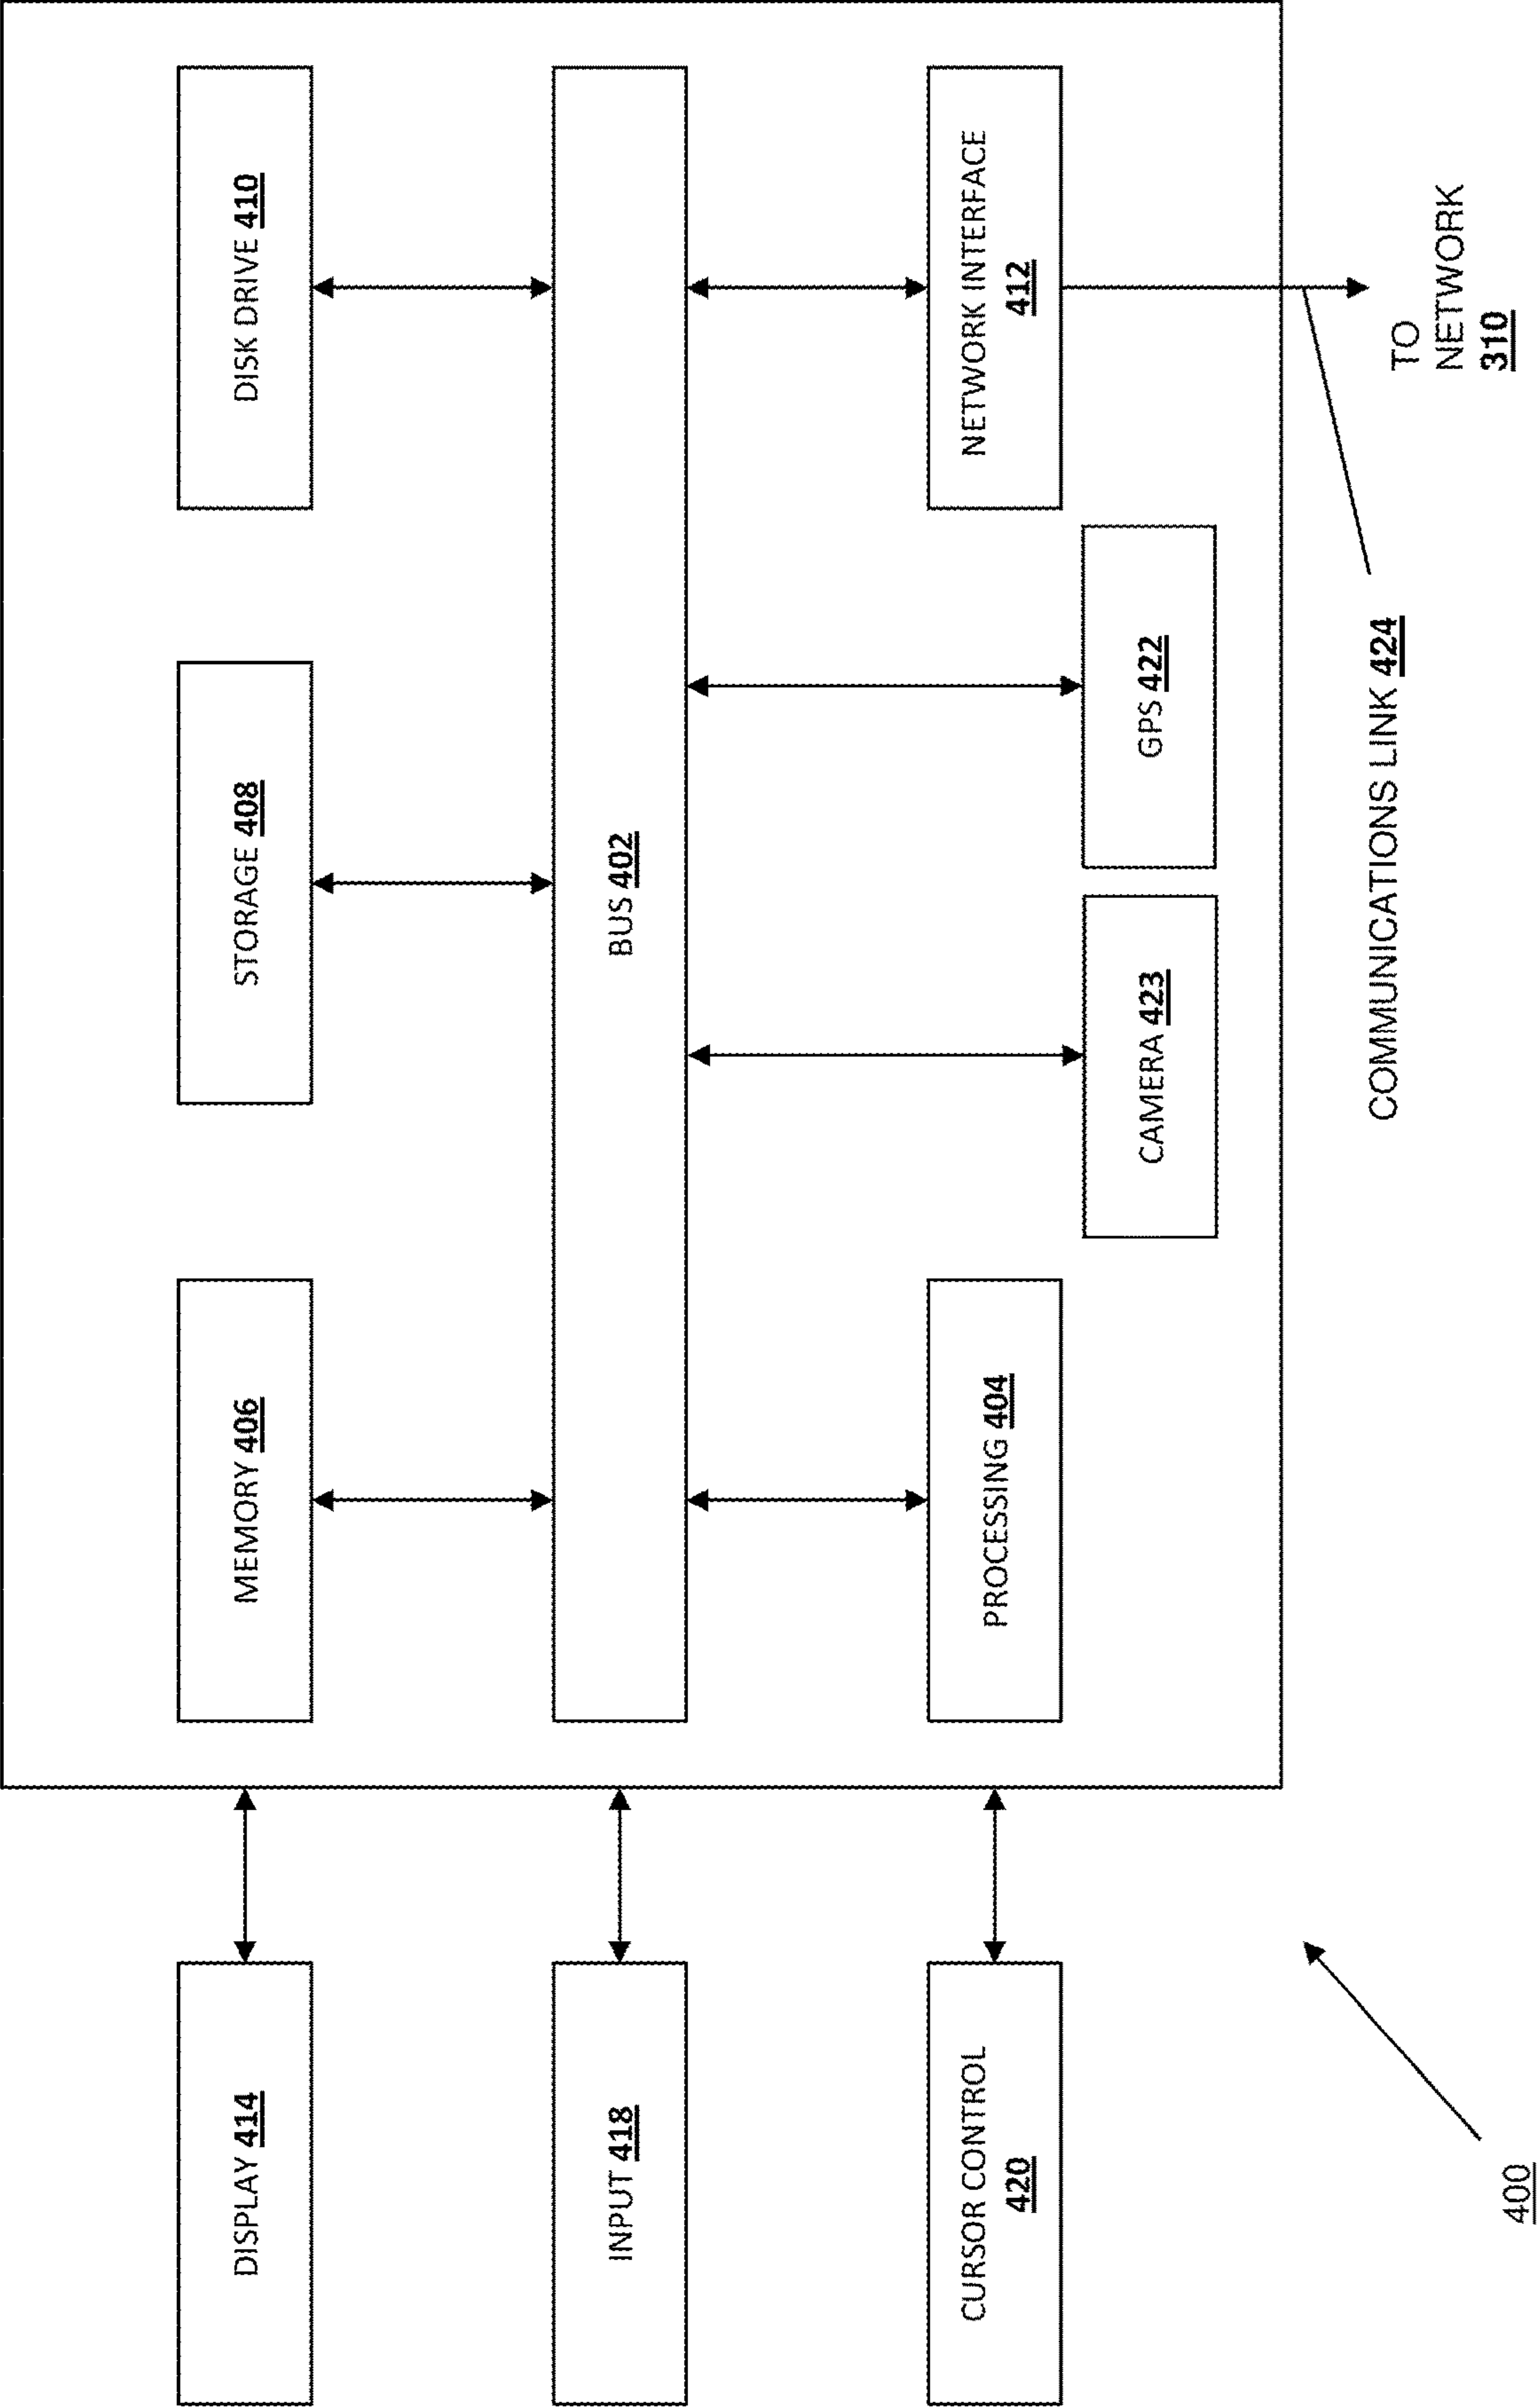 DISPLAY 414
MEMORY 406
STORAGE 408
DISK DRIVE 410
INPUT 418
BUS 402
CURSOR CONTROL
420
PROCESSING 404
CAMERA 423
GPS 422
NETWORK INTERFACE
412
COMMUNICATIONS LINK 424
TO
NETWORK
310
400